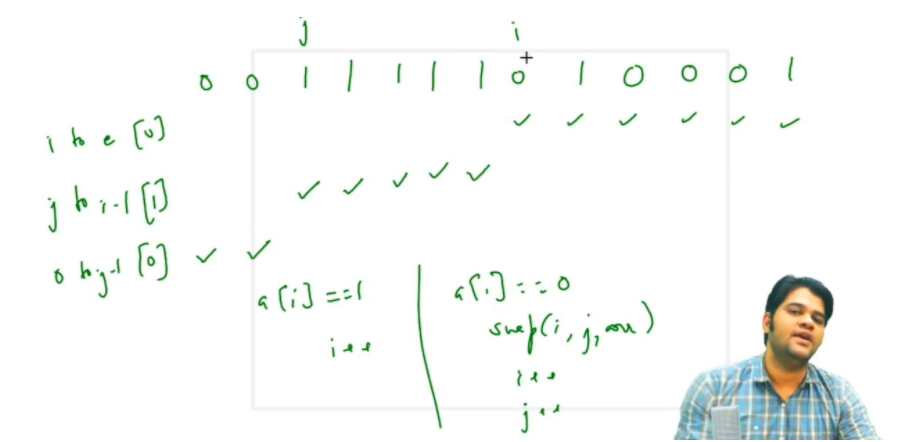 j i
0 0 1 1 1 1 1 0 1 0 0 0 1
i to e [0]
j to i-1 [1]
0 to j-1 [0]
a[i]==1
i++
a[i]==0
swap(i, j, arr)
i++
j++